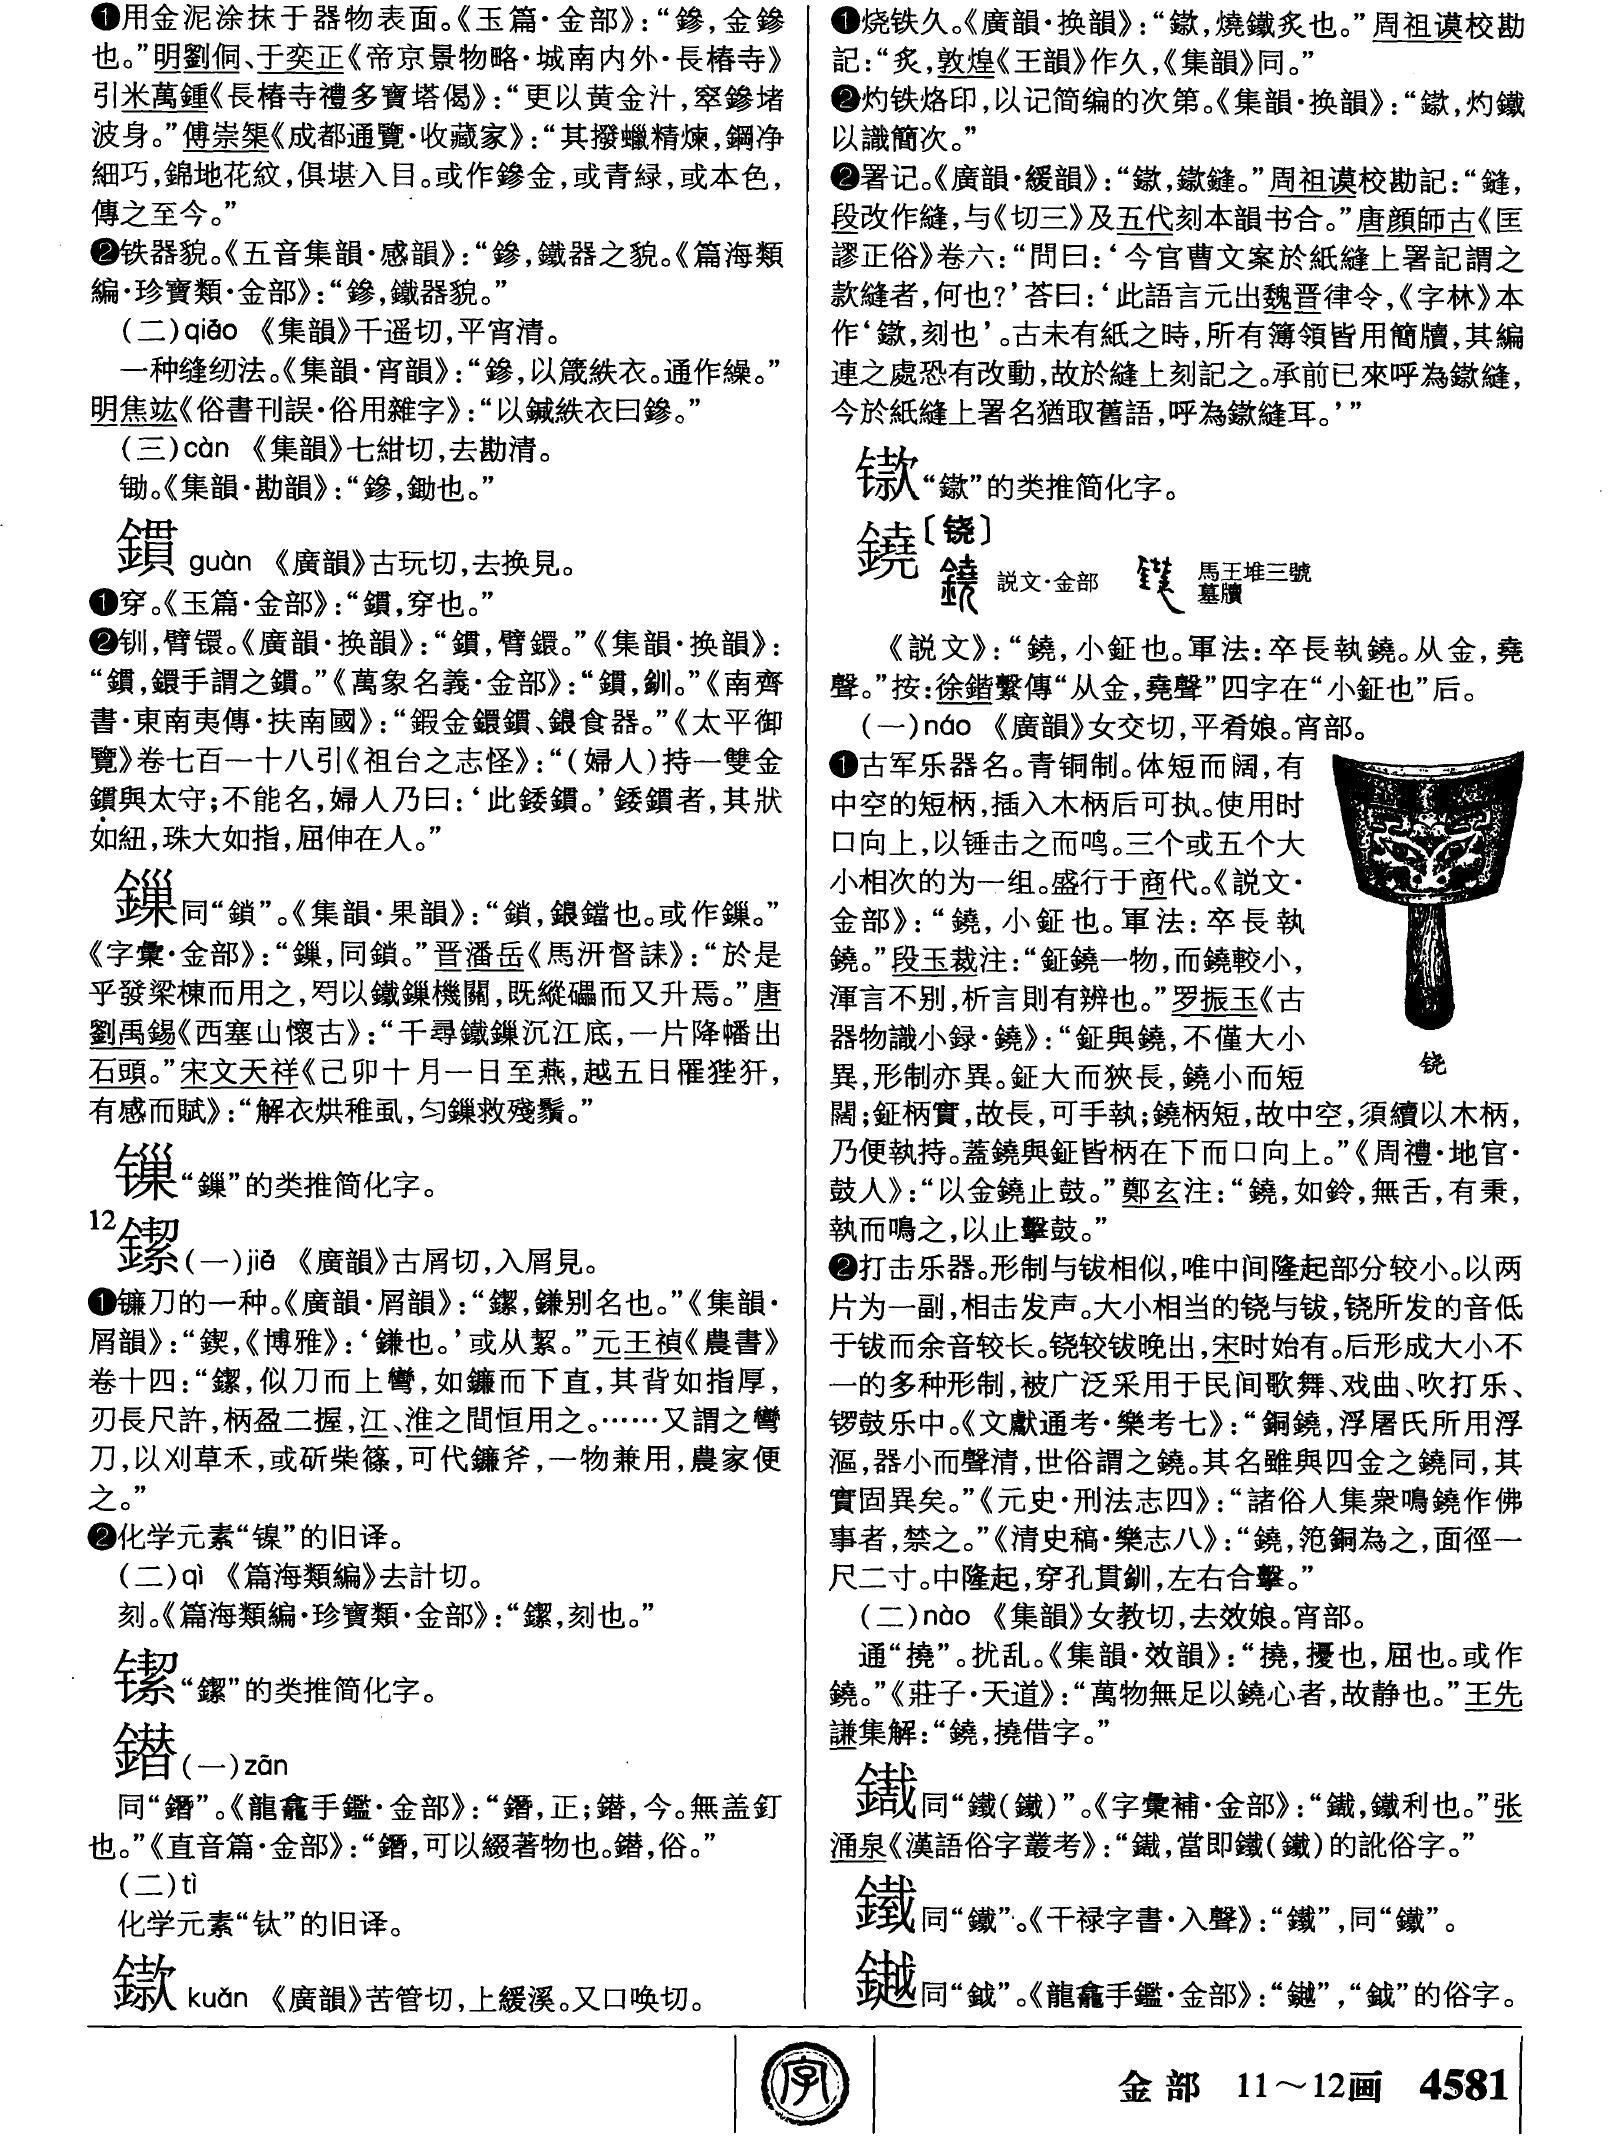 ❶用金泥涂抹于器物表面。《玉篇·金部》：“鏒，金鏒
也。”明劉侗、于奕正《帝京景物略·城南内外·長椿寺》
引米萬鍾《長椿寺禮多寶塔偈》：“更以黄金汁，窣鏒堵
波身。”傅崇榘《成都通覽·收藏家》：“其撥蠟精煉，鋼净
細巧，錦地花紋，俱堪入目。或作鏒金，或青緑，或本色，
傳之至今。”
❷铁器貌。《五音集韻·感韻》：“鏒，鐵器之貌。《篇海類
編·珍寶類·金部》：“鏒，鐵器貌。”
（二）qiāo 《集韻》千遥切，平宵清。
一种缝纫法。《集韻·宵韻》：“鏒，以箴紩衣。通作繰。”
明焦竑《俗書刊誤·俗用雜字》：“以鍼紩衣曰鏒。”
（三）càn 《集韻》七紺切，去勘清。
锄。《集韻·勘韻》：“鏒，鋤也。”
鏆 guàn 《廣韻》古玩切，去换見。
❶穿。《玉篇·金部》：“鏆，穿也。”
❷钏，臂镮。《廣韻·换韻》：“鏆，臂鐶。”《集韻·换韻》：
“鏆，鐶手謂之鏆。”《萬象名義·金部》：“鏆，釧。”《南齊
書·東南夷傳·扶南國》：“鍜金鐶鏆、鋃食器。”《太平御
覽》卷七百一十八引《祖台之志怪》：“（婦人）持一雙金
鏆與太守；不能名，婦人乃曰：‘此錗鏆。’錗鏆者，其狀
如紐，珠大如指，屈伸在人。”
鏁同“鎖”。《集韻·果韻》：“鎖，鋃鐺也。或作鏁。”
《字彙·金部》：“鏁，同鎖。”晋潘岳《馬汧督誄》：“於是
乎發梁棟而用之，罥以鐵鏁機關，既縱礧而又升焉。”唐
劉禹錫《西塞山懷古》：“千尋鐵鏁沉江底，一片降幡出
石頭。”宋文天祥《己卯十月一日至燕，越五日罹狴犴，
有感而賦》：“解衣烘稚虱，匀鏁救殘鬚。”
“鏁”的类推简化字。
12
鐑（一）jié 《廣韻》古屑切，入屑見。
❶镰刀的一种。《廣韻·屑韻》：“鐑，鎌别名也。”《集韻·
屑韻》：“鍥，《博雅》：‘鎌也。’或从絜。”元王禎《農書》
卷十四：“鐑，似刀而上彎，如鐮而下直，其背如指厚，
刃長尺許，柄盈二握，江、淮之間恒用之。……又謂之彎
刀，以刈草禾，或斫柴篠，可代鐮斧，一物兼用，農家便
之。”
❷化学元素“镍”的旧译。
（二）qì 《篇海類編》去計切。
刻。《篇海類編·珍寶類·金部》：“鐑，刻也。”
“鐑”的类推简化字。
鐟（一）zān
同“鐕”。《龍龕手鑑·金部》：“鐕，正；鐟，今。無盖釘
也。”《直音篇·金部》：“鐕，可以綴著物也。鐟，俗。”
（二）tì
化学元素“钛”的旧译。
鐨 kuǎn 《廣韻》苦管切，上緩溪。又口唤切。
❶烧铁久。《廣韻·换韻》：“，燒鐵炙也。”周祖谟校勘
記：“炙，敦煌《王韻》作久，《集韻》同。”
❷灼铁烙印，以记简编的次第。《集韻·换韻》：“，灼鐵
以識簡次。”
❷署记。《廣韻·緩韻》：“，縫。”周祖谟校勘記：“縫，
段改作縫，与《切三》及五代刻本韻书合。”唐顔師古《匡
謬正俗》卷六：“問曰：‘今官曹文案於紙縫上署記謂之
款縫者，何也？’荅曰：‘此語言元出魏晋律令，《字林》本
作‘，刻也’。古未有紙之時，所有簿領皆用簡牘，其編
連之處恐有改動，故於縫上刻記之。承前已來呼為縫，
今於紙縫上署名猶取舊語，呼為縫耳。’”
“”的类推简化字。
鐃〔铙〕
説文·金部 馬王堆三號
墓牘
《説文》：“鐃，小鉦也。軍法：卒長執鐃。从金，堯
聲。”按：徐鍇繫傳“从金，堯聲”四字在“小鉦也”后。
（一）náo 《廣韻》女交切，平肴娘。宵部。
❶古军乐器名。青铜制。体短而阔，有
中空的短柄，插入木柄后可执。使用时
口向上，以锤击之而鸣。三个或五个大
小相次的为一组。盛行于商代。《説文·
金部》：“鐃，小鉦也。軍法：卒長執
鐃。”段玉裁注：“鉦鐃一物，而鐃較小，
渾言不别，析言則有辨也。”罗振玉《古
器物識小録·鐃》：“鉦與鐃，不僅大小
異，形制亦異。鉦大而狹長，鐃小而短
闊；鉦柄實，故長，可手執；鐃柄短，故中空，須續以木柄，
乃便執持。蓋鐃與鉦皆柄在下而口向上。”《周禮·地官·
鼓人》：“以金鐃止鼓。”鄭玄注：“鐃，如鈴，無舌，有秉，
執而鳴之，以止擊鼓。”
铙
❷打击乐器。形制与钹相似，唯中间隆起部分较小。以两
片为一副，相击发声。大小相当的铙与钹，铙所发的音低
于钹而余音较长。铙较钹晚出，宋时始有。后形成大小不
一的多种形制，被广泛采用于民间歌舞、戏曲、吹打乐、
锣鼓乐中。《文獻通考·樂考七》：“銅鐃，浮屠氏所用浮
漚，器小而聲清，世俗謂之鐃。其名雖與四金之鐃同，其
實固異矣。”《元史·刑法志四》：“諸俗人集衆鳴鐃作佛
事者，禁之。”《清史稿·樂志八》：“鐃，笵銅為之，面徑一
尺二寸。中隆起，穿孔貫釧，左右合擊。”
（二）nào 《集韻》女教切，去效娘。宵部。
通“撓”。扰乱。《集韻·效韻》：“撓，擾也，屈也。或作
鐃。”《莊子·天道》：“萬物無足以鐃心者，故静也。”王先
謙集解：“鐃，撓借字。”
同“鐵（鐵）”。《字彙補·金部》：“，鐵利也。”张
涌泉《漢語俗字叢考》：“，當即鐵（鐵）的訛俗字。”
同“鐵”。《干禄字書·入聲》：“”，同“鐵”。
同“鉞”。《龍龕手鑑·金部》：“”，“鉞”的俗字。
字
金部 11～12画 4581